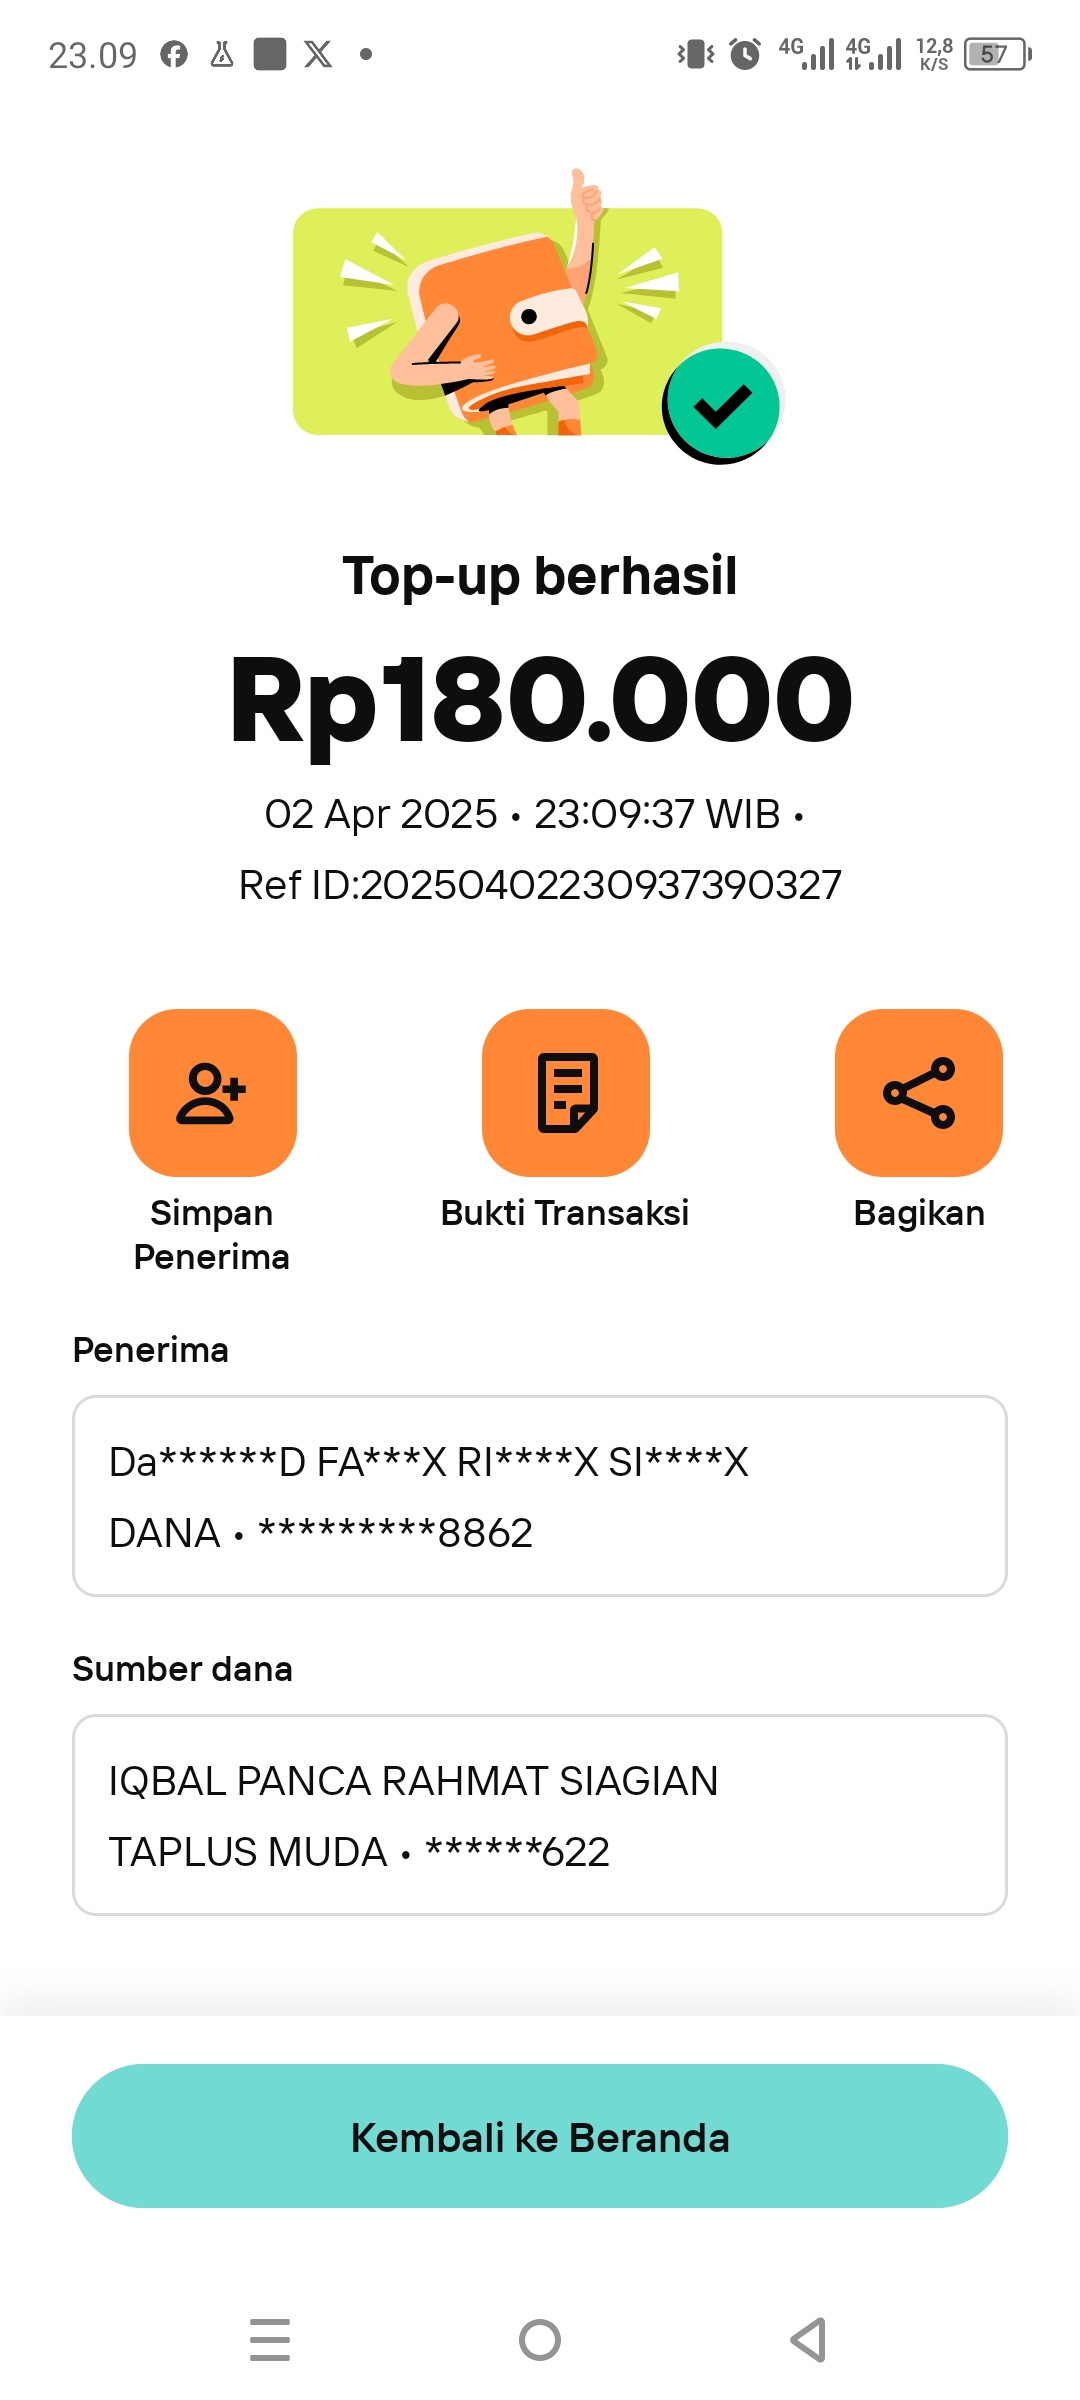 23.09
4G 4G 12,8 K/S 57
Top-up berhasil
Rp180.000
02 Apr 2025 • 23:09:37 WIB •
Ref ID:20250402230937390327
Simpan
Penerima
Bukti Transaksi
Bagikan
Penerima
Da******D FA***X RI****X SI****X
DANA • *********8862
Sumber dana
IQBAL PANCA RAHMAT SIAGIAN
TAPLUS MUDA • ******622
Kembali ke Beranda